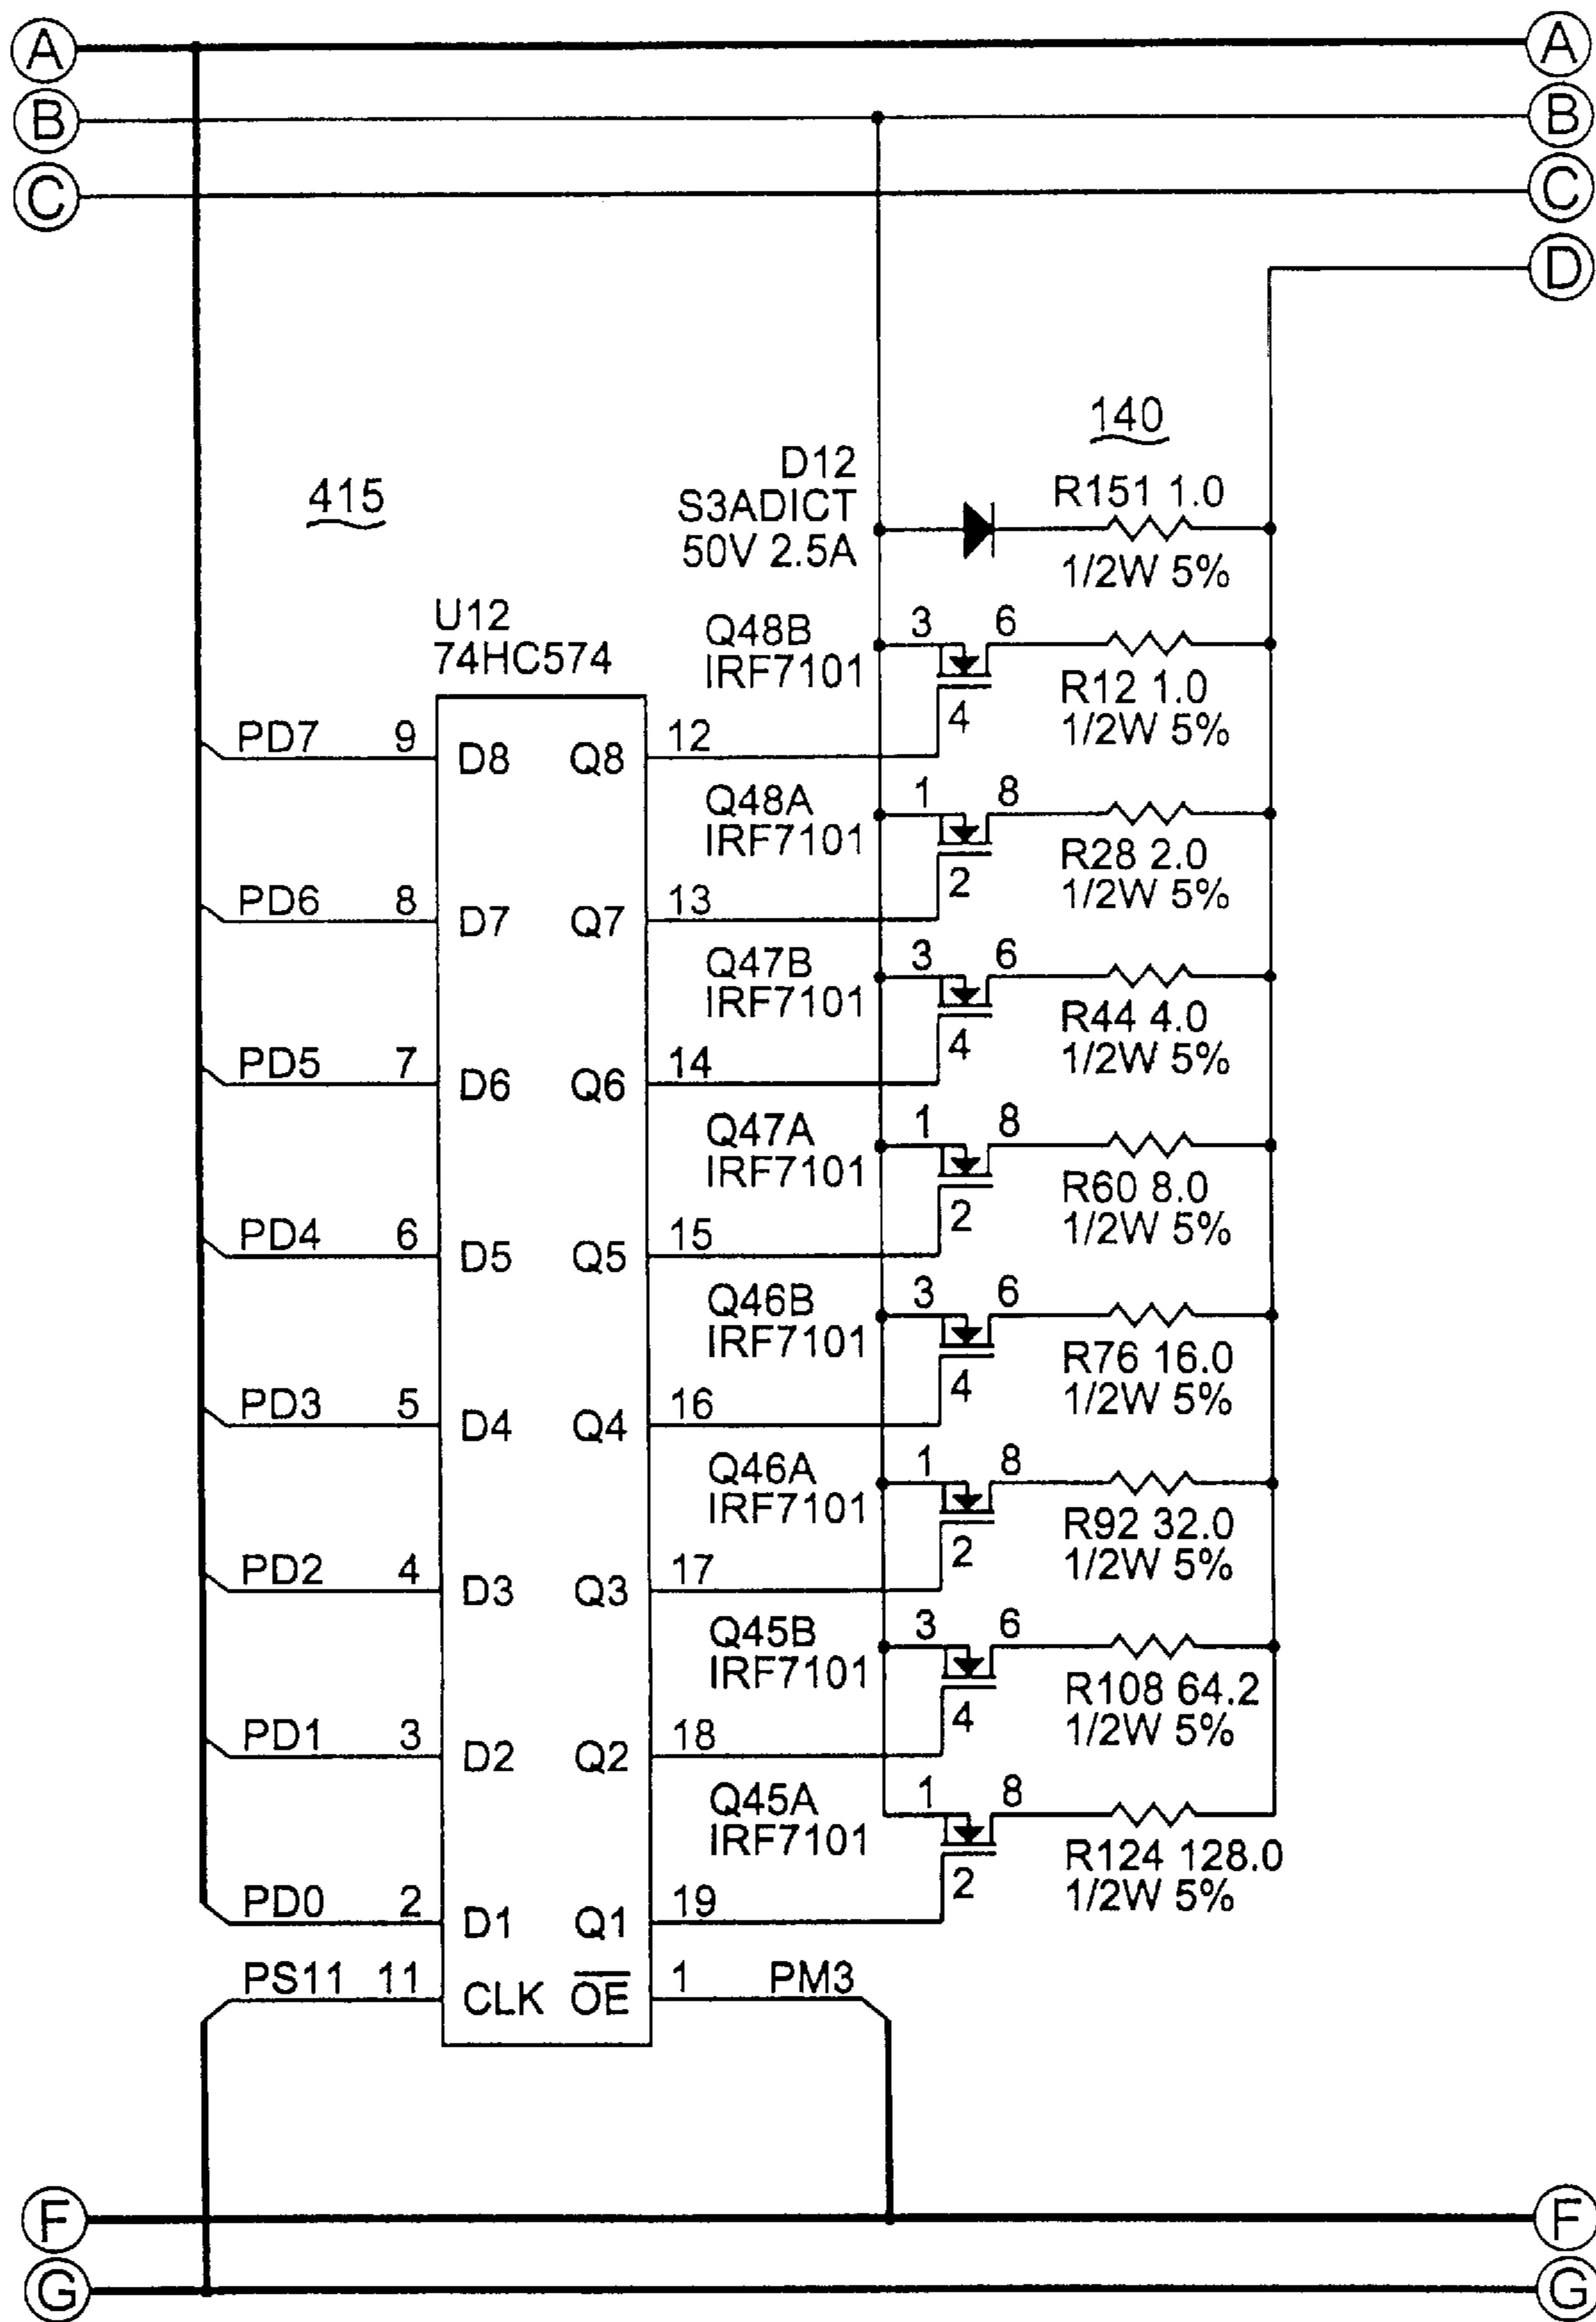 A A
B B
C C
D
140
415
D12
S3ADICT
50V 2.5A
R151 1.0
1/2W 5%
U12
74HC574
Q48B
IRF7101
3 6
4
R12 1.0
1/2W 5%
PD7 9 D8 Q8 12
Q48A
IRF7101
1 8
2
R28 2.0
1/2W 5%
PD6 8 D7 Q7 13
Q47B
IRF7101
3 6
4
R44 4.0
1/2W 5%
PD5 7 D6 Q6 14
Q47A
IRF7101
1 8
2
R60 8.0
1/2W 5%
PD4 6 D5 Q5 15
Q46B
IRF7101
3 6
4
R76 16.0
1/2W 5%
PD3 5 D4 Q4 16
Q46A
IRF7101
1 8
2
R92 32.0
1/2W 5%
PD2 4 D3 Q3 17
Q45B
IRF7101
3 6
4
R108 64.2
1/2W 5%
PD1 3 D2 Q2 18
Q45A
IRF7101
1 8
2
R124 128.0
1/2W 5%
PD0 2 D1 Q1 19
PS11 11 CLK OE 1 PM3
F F
G G